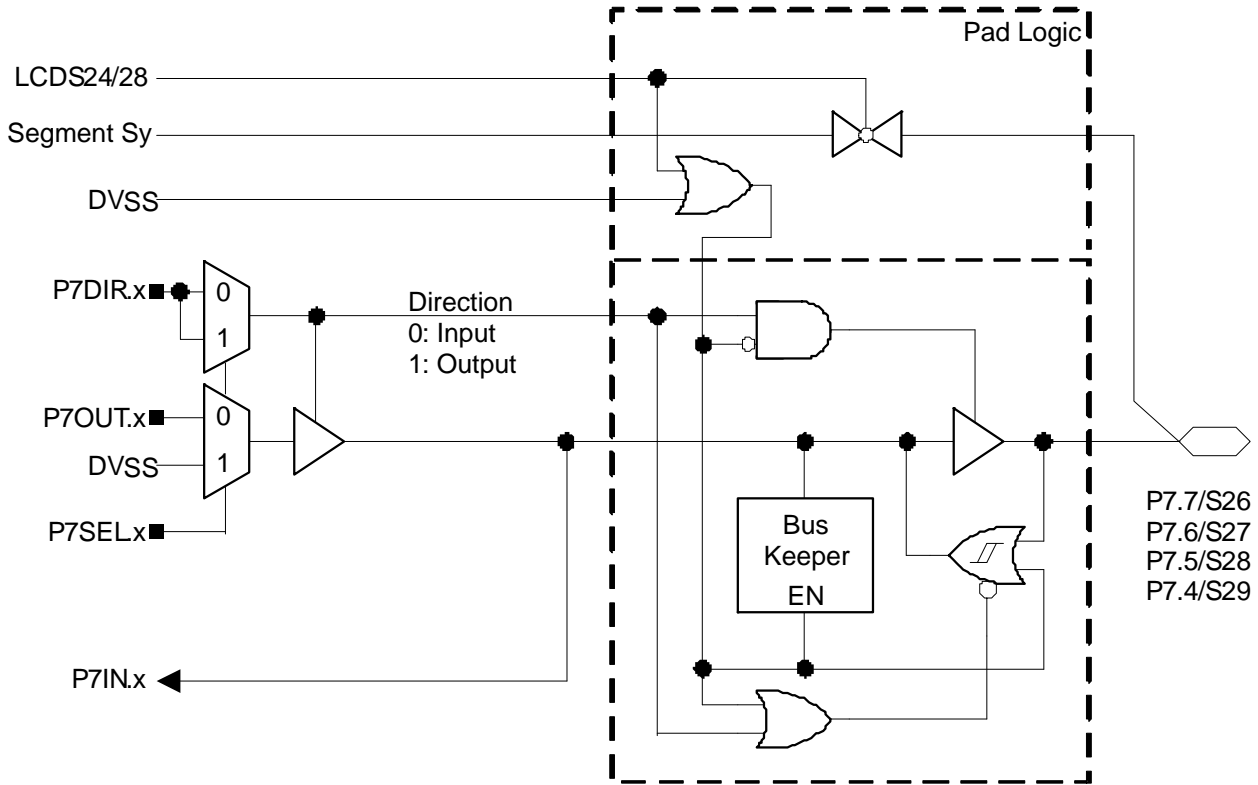 Pad Logic
LCDS24/28
Segment Sy
DVSS
P7DIR.x
0
1
Direction
0: Input
1: Output
P7OUT.x
0
DVSS
1
P7SEL.x
Bus
Keeper
EN
P7.7/S26
P7.6/S27
P7.5/S28
P7.4/S29
P7IN.x